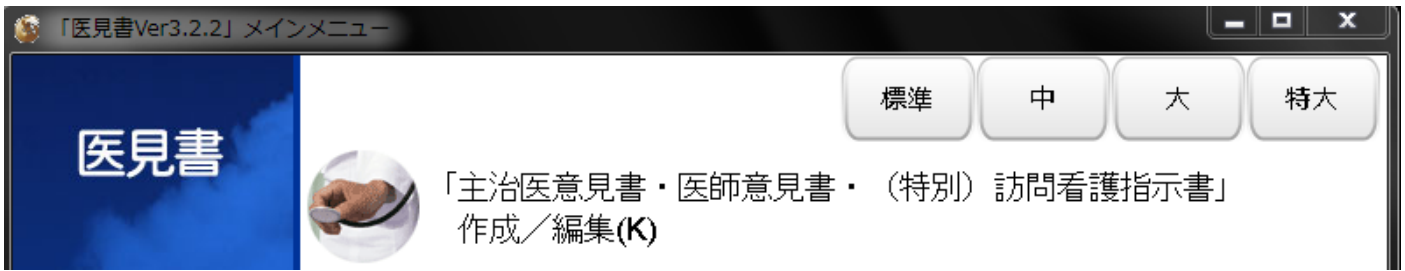 「医見書Ver3.2.2」メインメニュー
標準 中 大 特大
医見書
「主治医意見書・医師意見書・（特別）訪問看護指示書」
作成／編集(K)